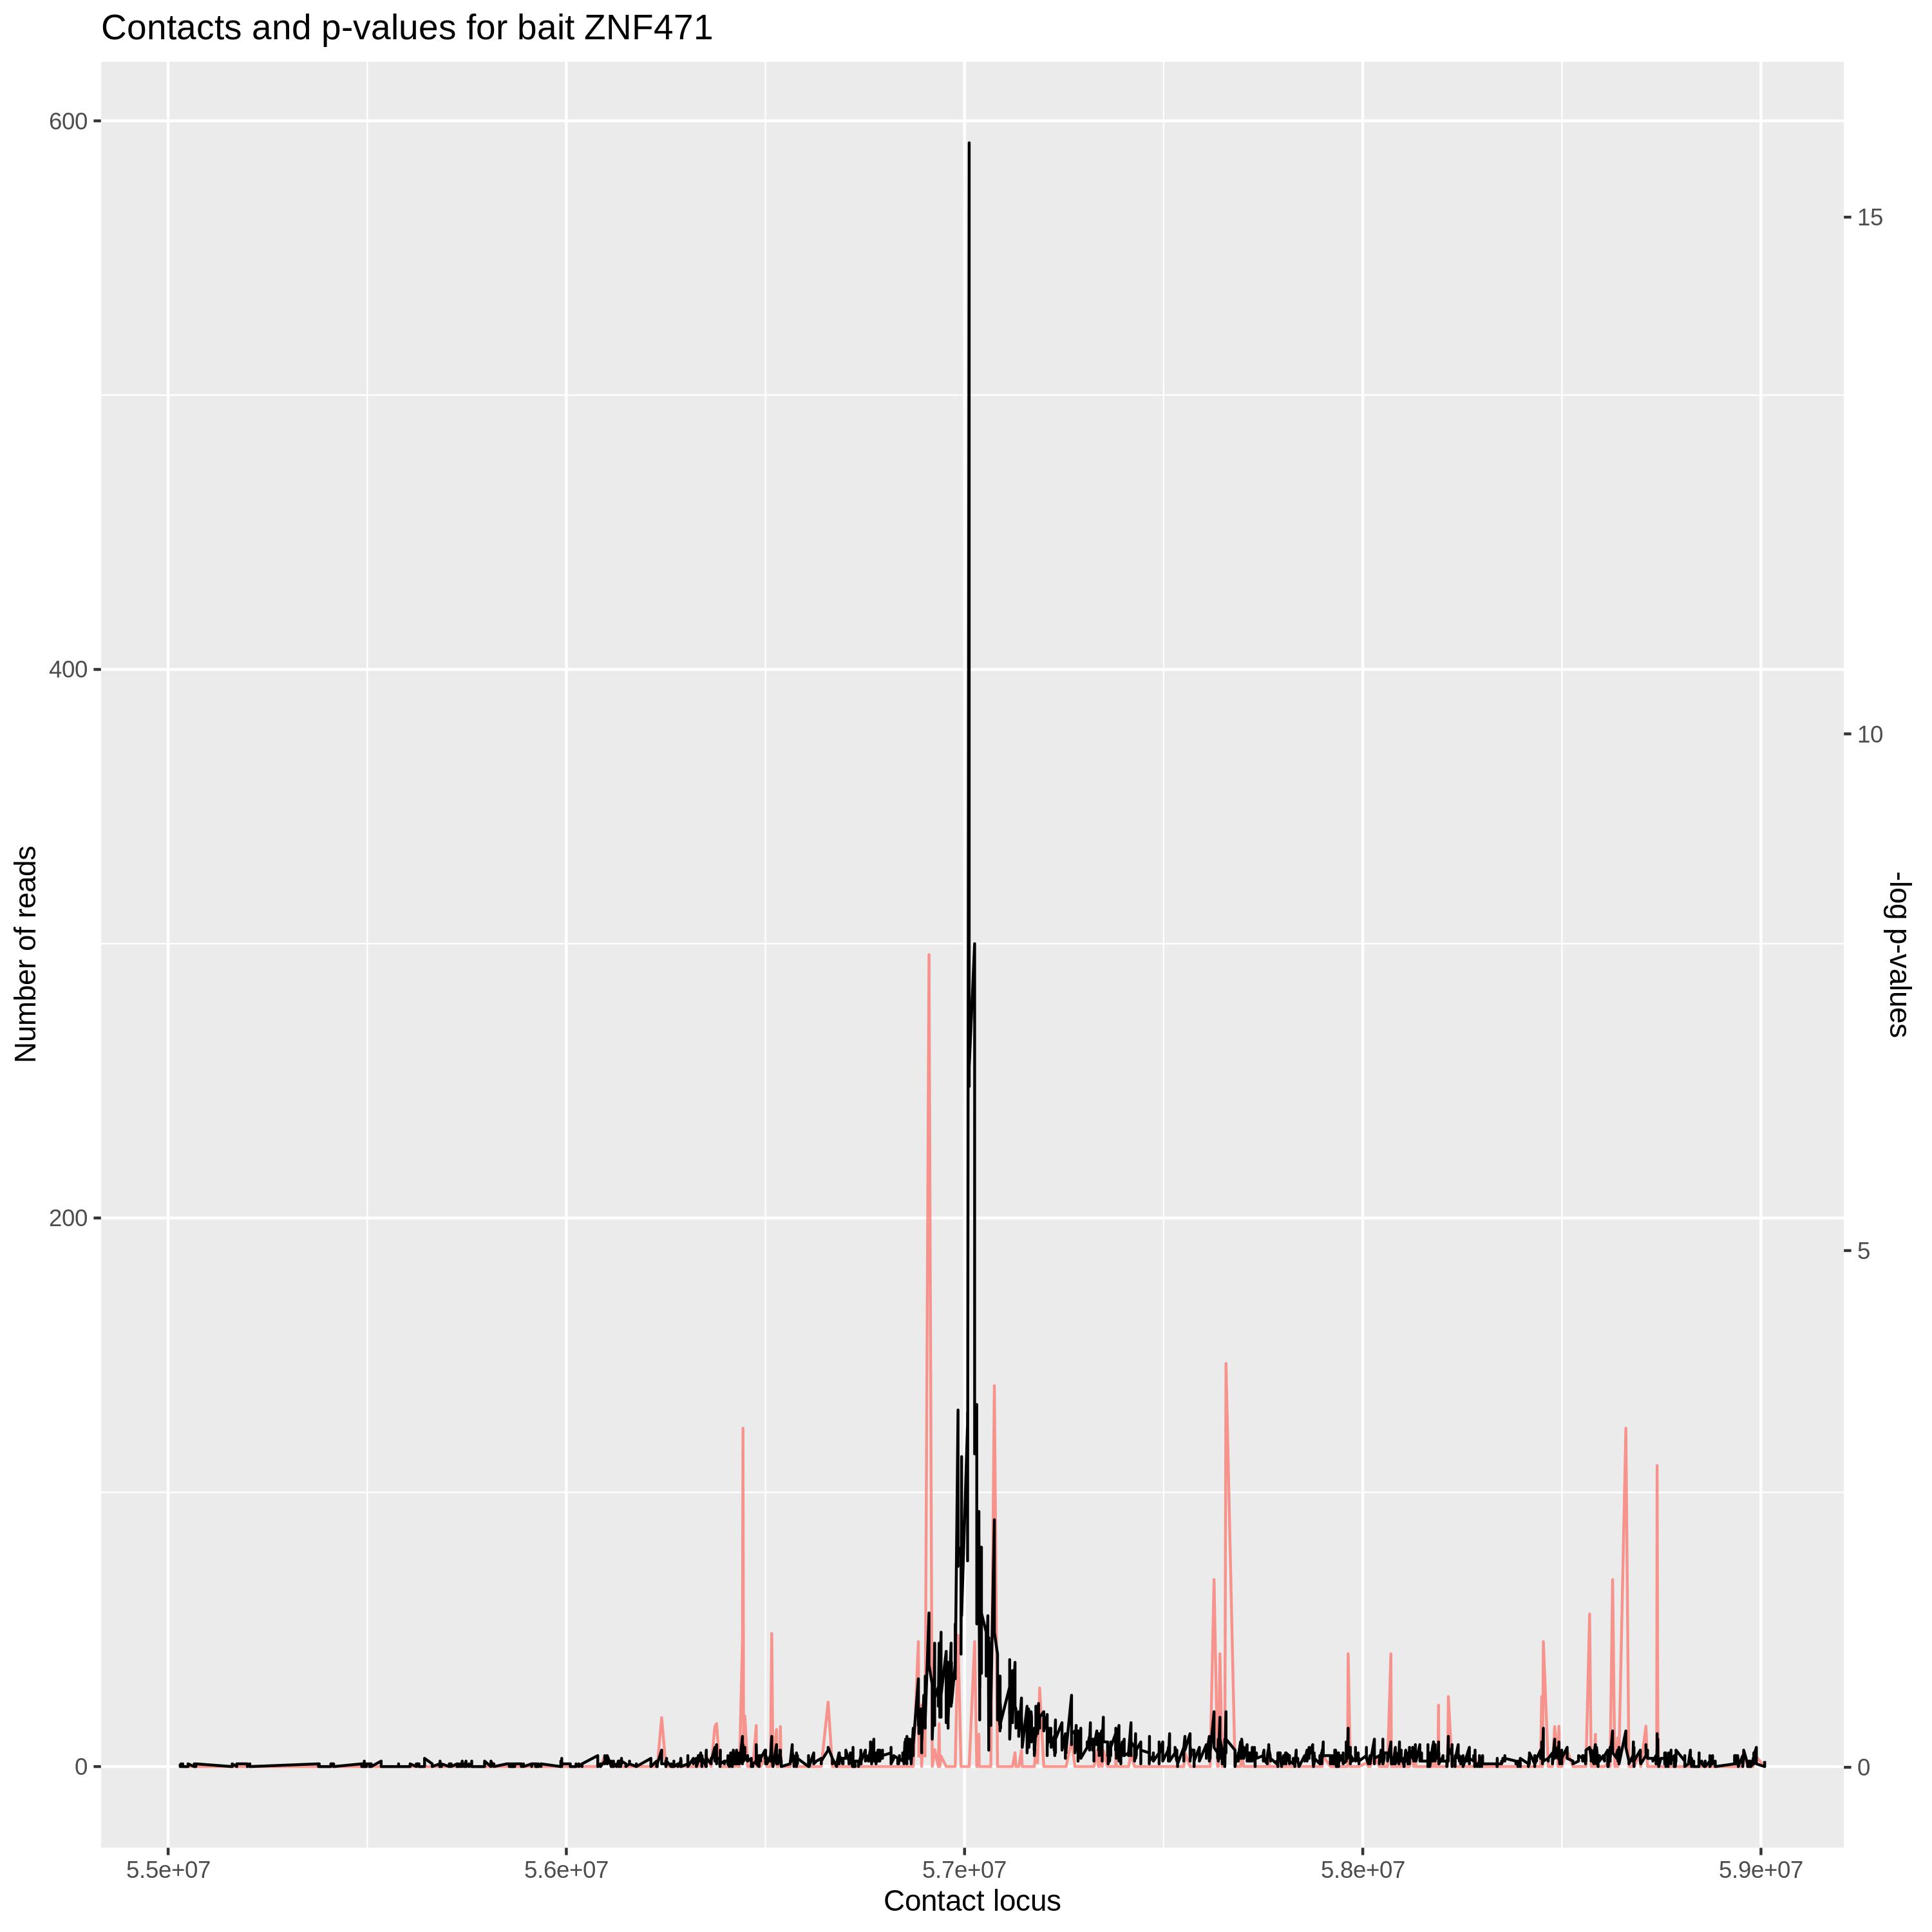 Contacts and p-values for bait ZNF471
600
400
200
0
Number of reads
15
10
5
0
-log p-values
5.5e+07
5.6e+07
5.7e+07
5.8e+07
5.9e+07
Contact locus